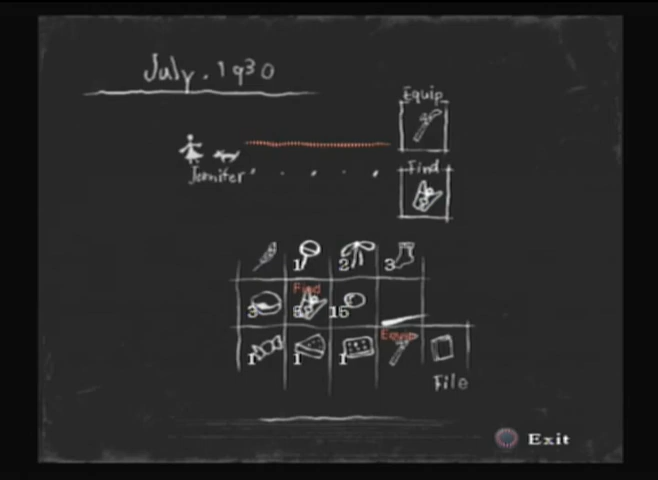 July. 1930
Equip
Find
Jennifer
1 2 3
Find
3 8 15
Equip
1 1 1
File
Exit